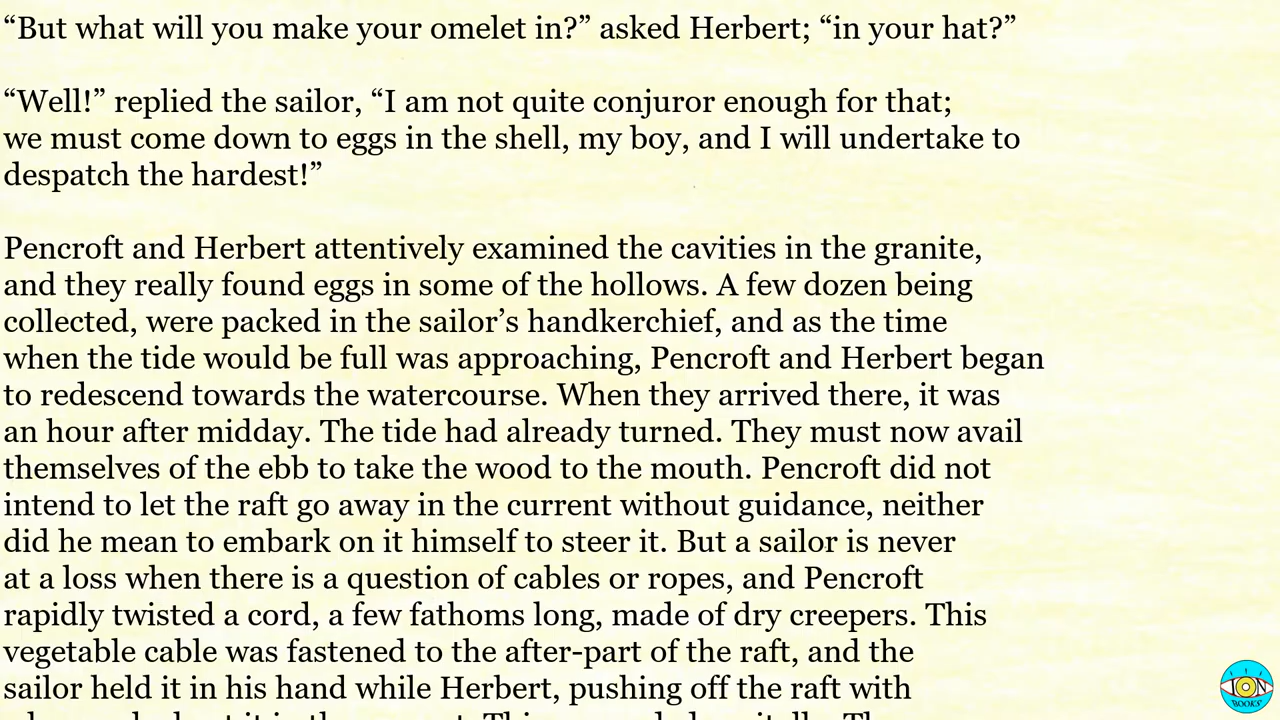 “But what will you make your omelet in?” asked Herbert; “in your hat?”
“Well!” replied the sailor, “I am not quite conjuror enough for that;
we must come down to eggs in the shell, my boy, and I will undertake to
despatch the hardest!”
Pencroft and Herbert attentively examined the cavities in the granite,
and they really found eggs in some of the hollows. A few dozen being
collected, were packed in the sailor’s handkerchief, and as the time
when the tide would be full was approaching, Pencroft and Herbert began
to redescend towards the watercourse. When they arrived there, it was
an hour after midday. The tide had already turned. They must now avail
themselves of the ebb to take the wood to the mouth. Pencroft did not
intend to let the raft go away in the current without guidance, neither
did he mean to embark on it himself to steer it. But a sailor is never
at a loss when there is a question of cables or ropes, and Pencroft
rapidly twisted a cord, a few fathoms long, made of dry creepers. This
vegetable cable was fastened to the after-part of the raft, and the
sailor held it in his hand while Herbert, pushing off the raft with
ION
BOOKS